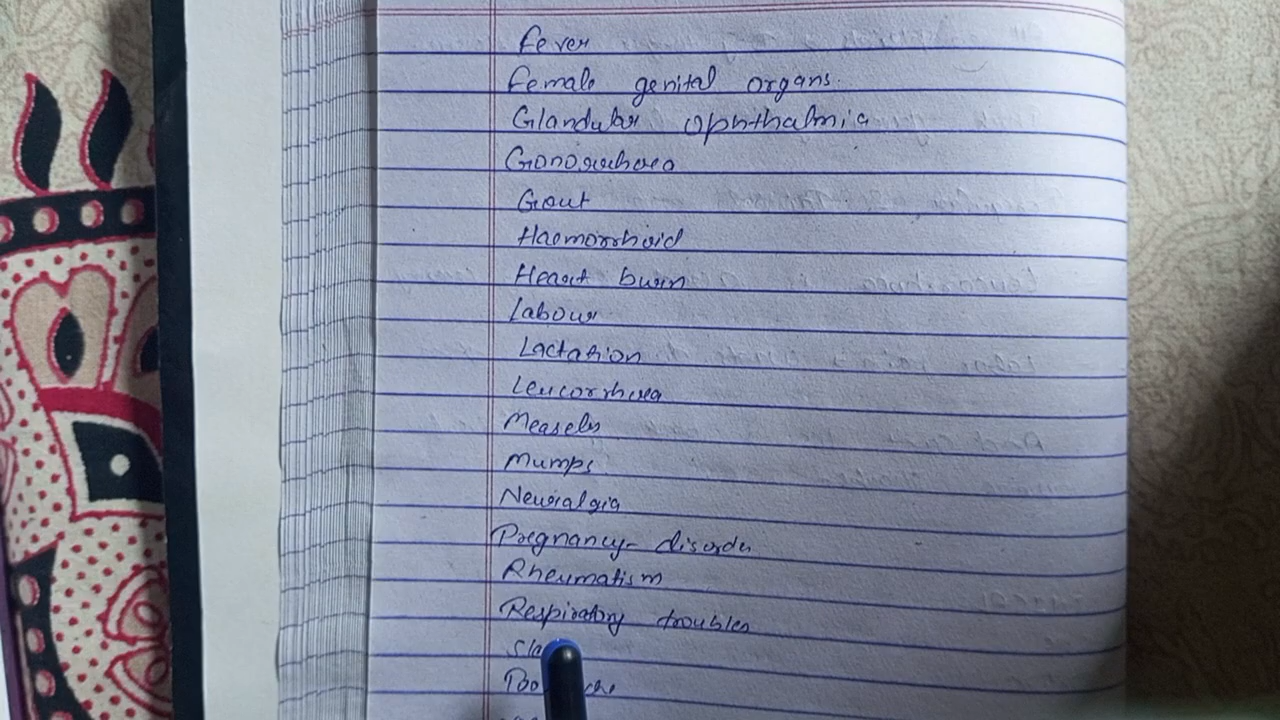 Fever
Female genital organs.
Glandular ophthalmia
Gonorrhoea
Gout
Haemorrhoid
Heart burn
Labour
Lactation
Leucorrhoea
Measels
Mumps
Neuralgia
Pregnancy- disorder
Rheumatism
Respiratory troubles